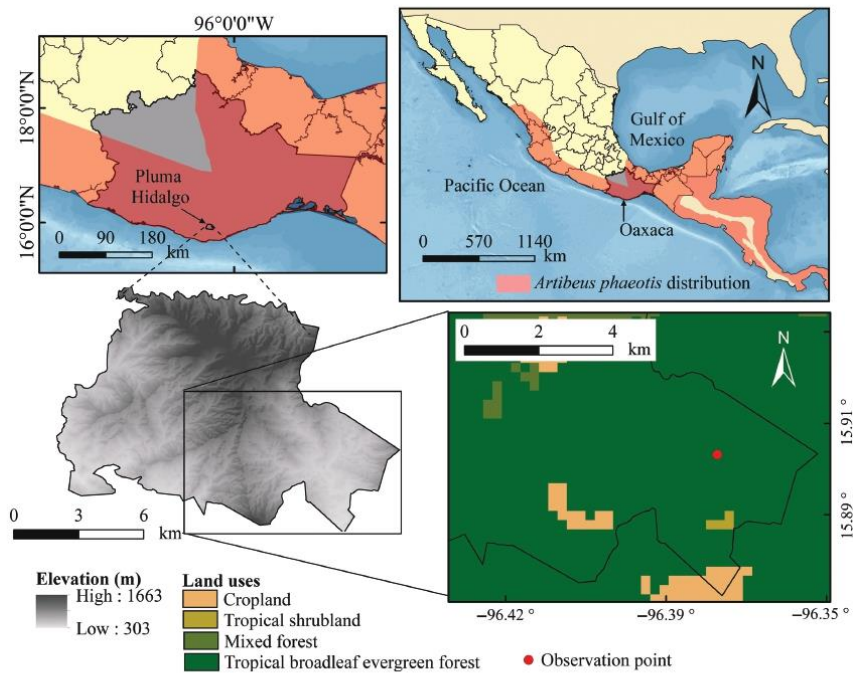 96°0'0"W
18°0'0"N
16°0'0"N
Pluma
Hidalgo
0 90 180
km
N
Gulf of
Mexico
Pacific Ocean
Oaxaca
0 570 1140
km
Artibeus phaeotis distribution
0 3 6
km
Elevation (m)
High : 1663
Low : 303
0 2 4
km
N
15.91
15.89
−96.42 °
−96.39 °
−96.35 °
Land uses
Cropland
Tropical shrubland
Mixed forest
Tropical broadleaf evergreen forest
Observation point